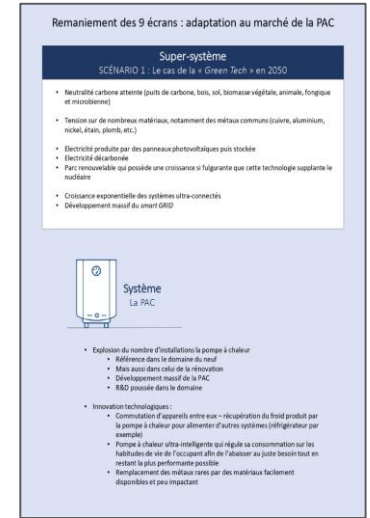 Remaniement des 9 écrans : adaptation au marché de la PAC
Super-système
SCÉNARIO 1 : Le cas de la « Green Tech » en 2050
• Neutralité carbone atteinte (puits de carbone, bois, sol, biomasse végétale, animale, fongique
et microbienne)
• Tension sur de nombreux matériaux, notamment des métaux communs (cuivre, aluminium,
nickel, étain, plomb, etc.)
• Electricité produite par des panneaux photovoltaïques puis stockée
• Electricité décarbonée
• Parc renouvelable qui possède une croissance si fulgurante que cette technologie supplante le
nucléaire
• Croissance exponentielle des systèmes ultra-connectés
• Développement massif du smart GRID
Système
La PAC
• Explosion du nombre d'installations la pompe à chaleur
• Référence dans le domaine du neuf
• Mais aussi dans celui de la rénovation
• Développement massif de la PAC
• R&D poussée dans le domaine
• Innovation technologiques :
• Commutation d'appareils entre eux – récupération du froid produit par
la pompe à chaleur pour alimenter d'autres systèmes (réfrigérateur par
exemple)
• Pompe à chaleur ultra-intelligente qui régule sa consommation sur les
habitudes de vie de l'occupant afin de l'abaisser au juste besoin tout en
restant la plus performante possible
• Remplacement des métaux rares par des matériaux facilement
disponibles et peu impactant